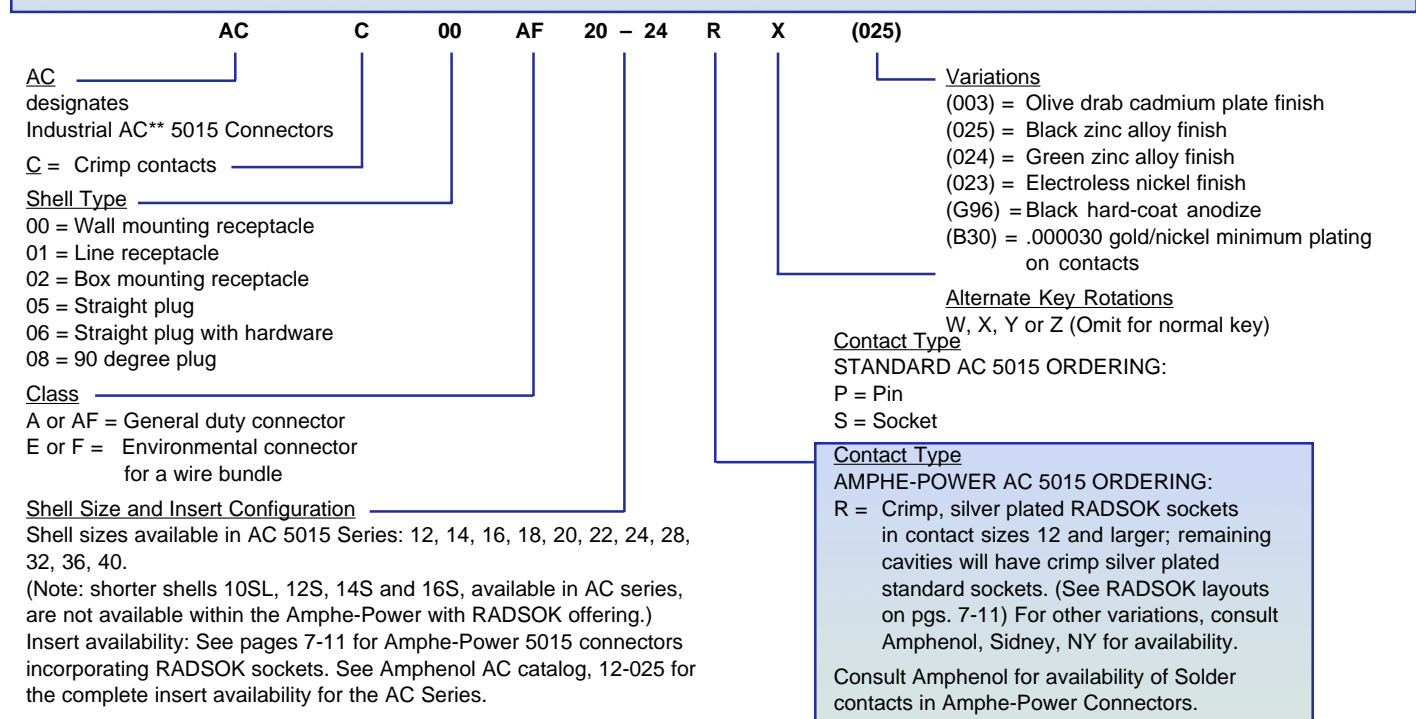 AC C 00 AF 20 – 24 R X (025)
AC
designates
Industrial AC** 5015 Connectors
C = Crimp contacts
Shell Type
00 = Wall mounting receptacle
01 = Line receptacle
02 = Box mounting receptacle
05 = Straight plug
06 = Straight plug with hardware
08 = 90 degree plug
Class
A or AF = General duty connector
E or F = Environmental connector
for a wire bundle
Shell Size and Insert Configuration
Shell sizes available in AC 5015 Series: 12, 14, 16, 18, 20, 22, 24, 28,
32, 36, 40.
(Note: shorter shells 10SL, 12S, 14S and 16S, available in AC series,
are not available within the Amphe-Power with RADSOK offering.)
Insert availability: See pages 7-11 for Amphe-Power 5015 connectors
incorporating RADSOK sockets. See Amphenol AC catalog, 12-025 for
the complete insert availability for the AC Series.
Variations
(003) = Olive drab cadmium plate finish
(025) = Black zinc alloy finish
(024) = Green zinc alloy finish
(023) = Electroless nickel finish
(G96) = Black hard-coat anodize
(B30) = .000030 gold/nickel minimum plating
on contacts
Alternate Key Rotations
W, X, Y or Z (Omit for normal key)
Contact Type
STANDARD AC 5015 ORDERING:
P = Pin
S = Socket
Contact Type
AMPHE-POWER AC 5015 ORDERING:
R = Crimp, silver plated RADSOK sockets
in contact sizes 12 and larger; remaining
cavities will have crimp silver plated
standard sockets. (See RADSOK layouts
on pgs. 7-11) For other variations, consult
Amphenol, Sidney, NY for availability.
Consult Amphenol for availability of Solder
contacts in Amphe-Power Connectors.